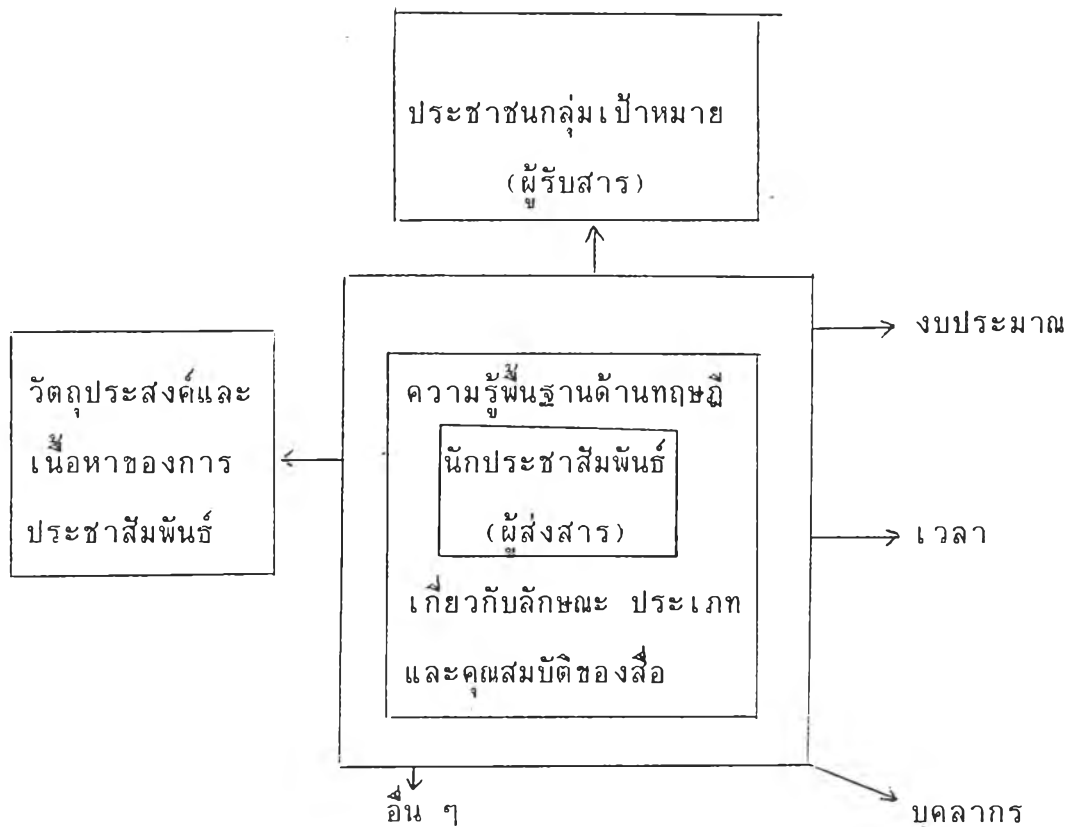 ประชาชนกลุ่มเป้าหมาย
(ผู้รับสาร)
งบประมาณ
วัตถุประสงค์และ
เนื้อหาของการ
ประชาสัมพันธ์
ความรู้พื้นฐานด้านทฤษฎี
นักประชาสัมพันธ์
(ผู้ส่งสาร)
เกี่ยวกับลักษณะ ประเภท
และคุณสมบัติของสื่อ
เวลา
อื่น ๆ
บุคลากร